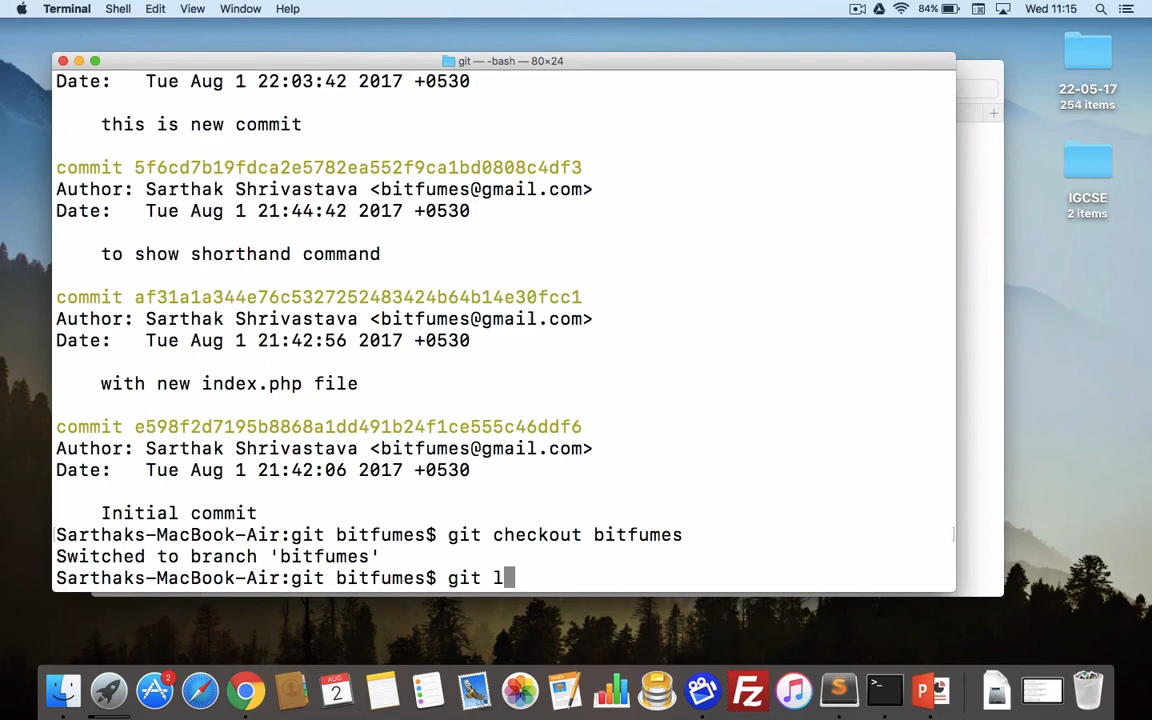 Terminal Shell Edit View Window Help 84% Wed 11:15
git — -bash — 80×24
Date:   Tue Aug 1 22:03:42 2017 +0530
this is new commit
commit 5f6cd7b19fdca2e5782ea552f9ca1bd0808c4df3
Author: Sarthak Shrivastava <bitfumes@gmail.com>
Date:   Tue Aug 1 21:44:42 2017 +0530
to show shorthand command
commit af31a1a344e76c5327252483424b64b14e30fcc1
Author: Sarthak Shrivastava <bitfumes@gmail.com>
Date:   Tue Aug 1 21:42:56 2017 +0530
with new index.php file
commit e598f2d7195b8868a1dd491b24f1ce555c46ddf6
Author: Sarthak Shrivastava <bitfumes@gmail.com>
Date:   Tue Aug 1 21:42:06 2017 +0530
Initial commit
Sarthaks-MacBook-Air:git bitfumes$ git checkout bitfumes
Switched to branch 'bitfumes'
Sarthaks-MacBook-Air:git bitfumes$ git l
22-05-17
254 items
IGCSE
2 items
2
AUG
2
Fz
S
>_
P